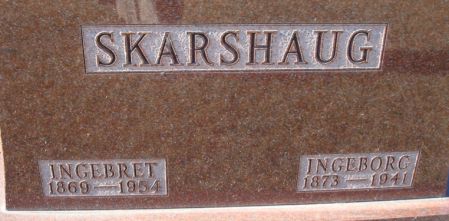 SKARSHAUG
INGEBRET
1869 — 1954
INGEBORG
1873 — 1941